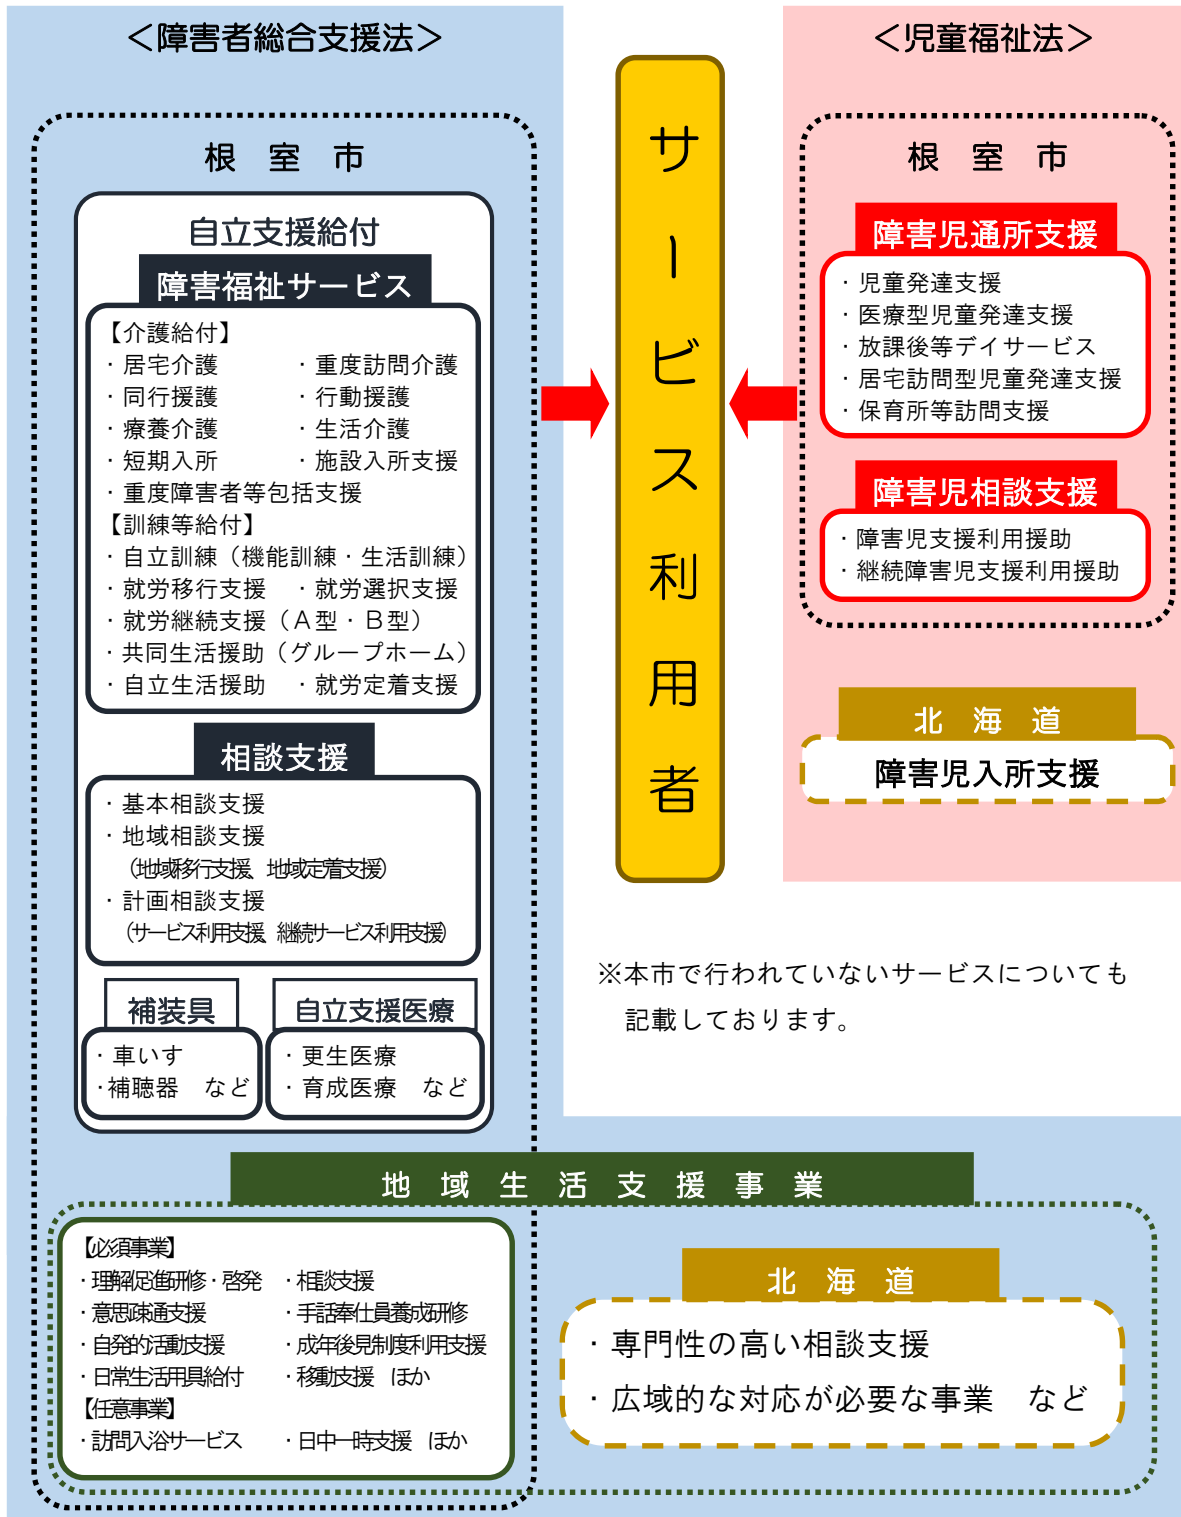 ＜障害者総合支援法＞
根室市
自立支援給付
障害福祉サービス
【介護給付】
・居宅介護　・重度訪問介護
・同行援護　・行動援護
・療養介護　・生活介護
・短期入所　・施設入所支援
・重度障害者等包括支援
【訓練等給付】
・自立訓練（機能訓練・生活訓練）
・就労移行支援　・就労選択支援
・就労継続支援（Ａ型・Ｂ型）
・共同生活援助（グループホーム）
・自立生活援助　・就労定着支援
相談支援
・基本相談支援
・地域相談支援
（地域移行支援、地域定着支援）
・計画相談支援
（サービス利用支援、継続サービス利用支援）
補装具
・車いす
・補聴器　など
自立支援医療
・更生医療
・育成医療　など
サービス利用者
＜児童福祉法＞
根室市
障害児通所支援
・児童発達支援
・医療型児童発達支援
・放課後等デイサービス
・居宅訪問型児童発達支援
・保育所等訪問支援
障害児相談支援
・障害児支援利用援助
・継続障害児支援利用援助
北海道
障害児入所支援
※本市で行われていないサービスについても
記載しております。
地域生活支援事業
【必須事業】
・理解促進研修・啓発　・相談支援
・意思疎通支援　・手話奉仕員養成研修
・自発的活動支援　・成年後見制度利用支援
・日常生活用具給付　・移動支援　ほか
【任意事業】
・訪問入浴サービス　・日中一時支援　ほか
北海道
・専門性の高い相談支援
・広域的な対応が必要な事業　など